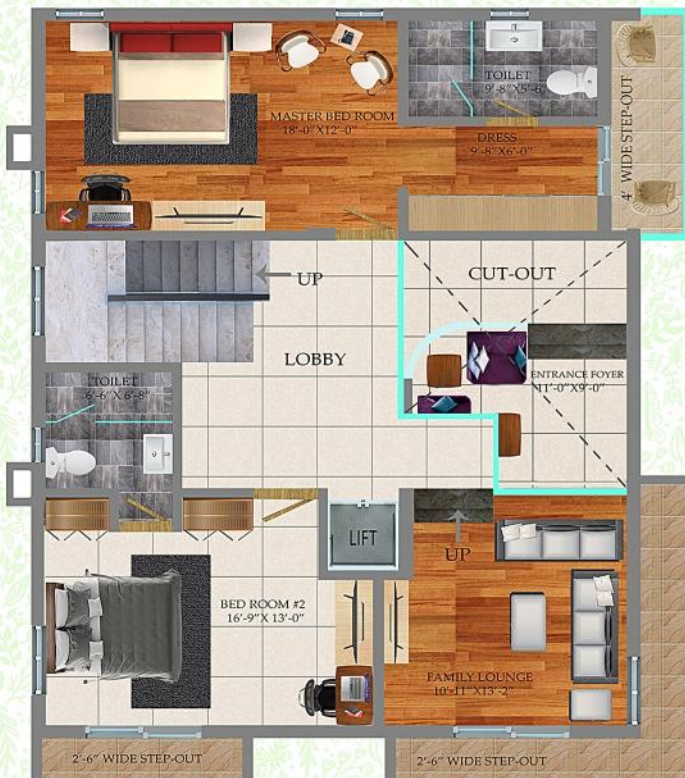 MASTER BED ROOM
18'-0"X12'-0"
TOILET
9'-8"X5'-6"
DRESS
9'-8"X6'-0"
4' WIDE STEP-OUT
UP
LOBBY
CUT-OUT
ENTRANCE FOYER
11'-0"X9'-0"
TOILET
6'-6"X 6'-8"
LIFT
UP
BED ROOM #2
16'-9"X 13'-0"
FAMILY LOUNGE
10'-11"X13'-2"
2'-6" WIDE STEP-OUT
2'-6" WIDE STEP-OUT